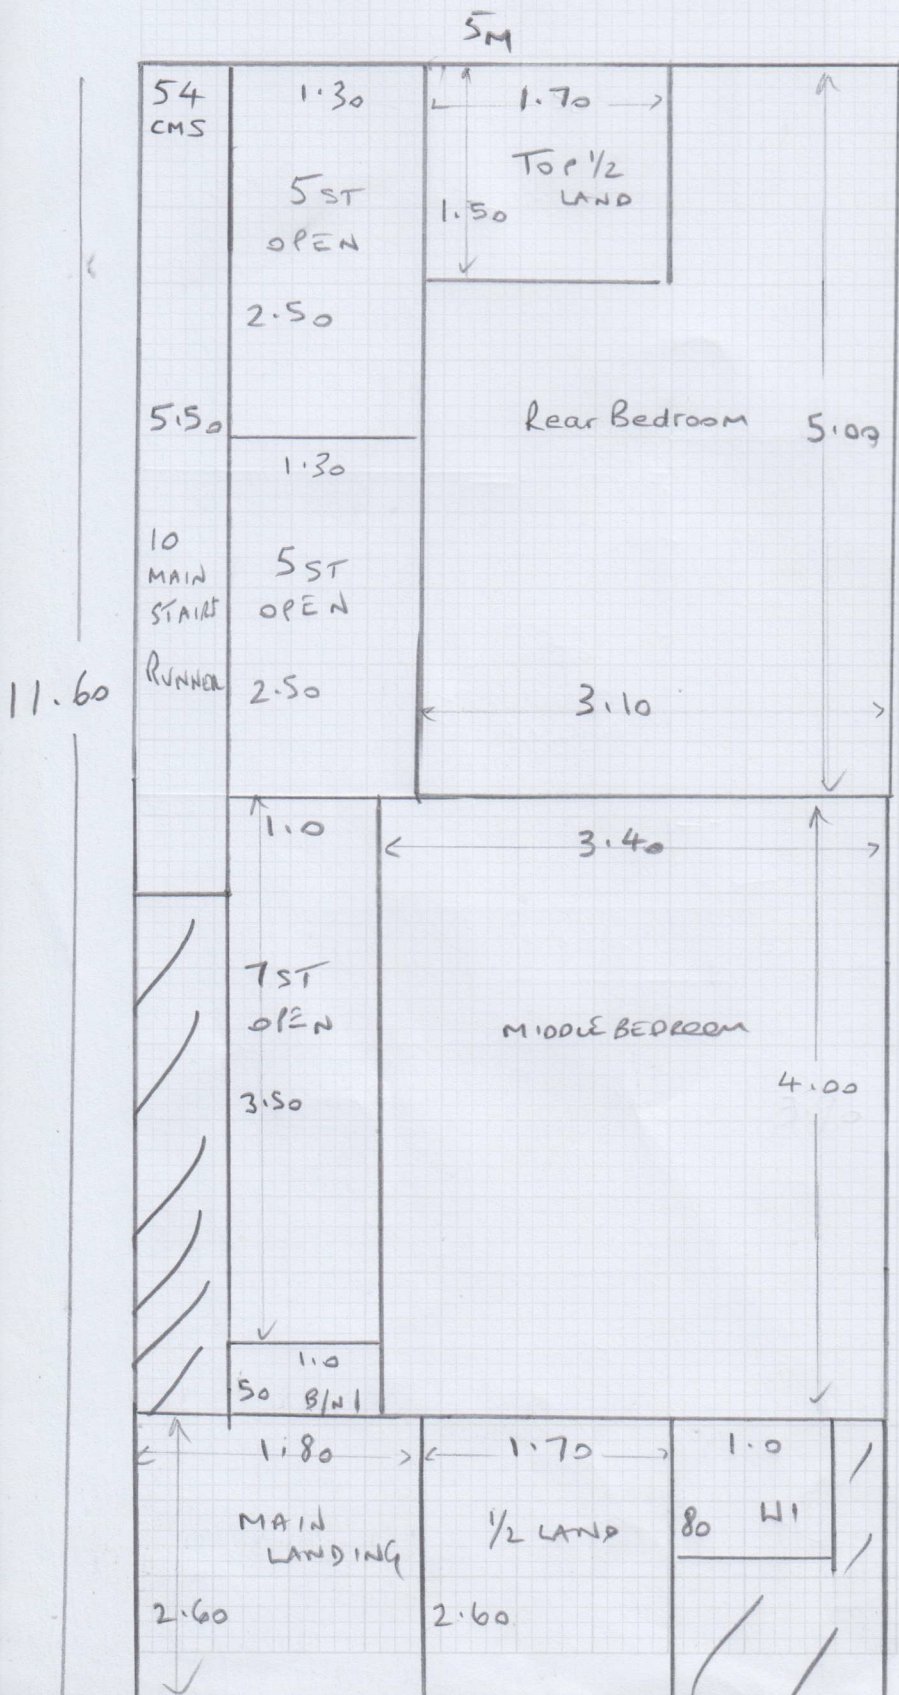 5M
54
CMS
1.30
1.70
TOP 1/2
LAND
1.50
5 ST
OPEN
2.50
5.50
Rear Bedroom
5.00
1.30
10
MAIN
STAIRS
RUNNER
5 ST
OPEN
2.50
11.60
3.10
1.0
3.40
7 ST
OPEN
3.50
MIDDLE BEDROOM
4.00
1.0
50 B/N 1
1.80
1.70
1.0
MAIN
LANDING
1/2 LAND
80 W1
2.60
2.60